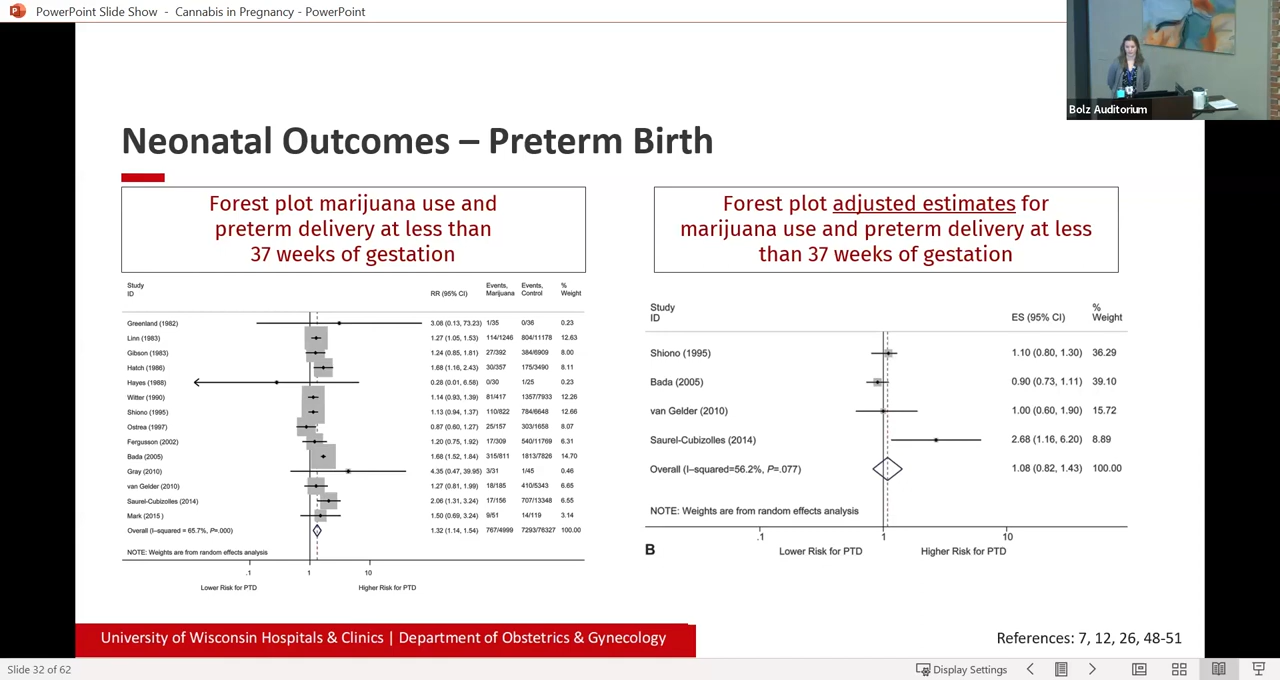 PowerPoint Slide Show - Cannabis in Pregnancy - PowerPoint
Bolz Auditorium
Neonatal Outcomes – Preterm Birth
Forest plot marijuana use and
preterm delivery at less than
37 weeks of gestation
Study
ID
RR (95% CI)
Events,
Marijuana
Events,
Control
%
Weight
Greenland (1982) 3.08 (0.13, 73.23) 1/35 0/36 0.23
Linn (1983) 1.27 (1.05, 1.53) 114/1246 804/11178 12.63
Gibson (1983) 1.24 (0.85, 1.81) 27/392 384/6909 8.00
Hatch (1986) 1.68 (1.16, 2.43) 30/357 175/3490 8.11
Hayes (1988) 0.28 (0.01, 6.58) 0/30 1/25 0.23
Witter (1990) 1.14 (0.93, 1.39) 81/417 1357/7933 12.26
Shiono (1995) 1.13 (0.94, 1.37) 110/822 784/6648 12.66
Ostrea (1997) 0.87 (0.60, 1.27) 25/157 303/1658 8.07
Fergusson (2002) 1.20 (0.75, 1.92) 17/309 540/11769 6.31
Bada (2005) 1.68 (1.52, 1.84) 315/811 1813/7826 14.70
Gray (2010) 4.35 (0.47, 39.95) 3/31 1/45 0.46
van Gelder (2010) 1.27 (0.81, 1.99) 18/185 410/5343 6.65
Saurel-Cubizolles (2014) 2.06 (1.31, 3.24) 17/156 707/13348 6.55
Mark (2015 ) 1.50 (0.69, 3.24) 9/51 14/119 3.14
Overall (I–squared = 65.7%, P=.000) 1.32 (1.14, 1.54) 767/4999 7293/76327 100.00
NOTE: Weights are from random effects analysis
.1 1 10
Lower Risk for PTD Higher Risk for PTD
Forest plot adjusted estimates for
marijuana use and preterm delivery at less
than 37 weeks of gestation
Study
ID
ES (95% CI)
%
Weight
Shiono (1995) 1.10 (0.80, 1.30) 36.29
Bada (2005) 0.90 (0.73, 1.11) 39.10
van Gelder (2010) 1.00 (0.60, 1.90) 15.72
Saurel-Cubizolles (2014) 2.68 (1.16, 6.20) 8.89
Overall (I–squared=56.2%, P=.077) 1.08 (0.82, 1.43) 100.00
NOTE: Weights are from random effects analysis
.1 1 10
B Lower Risk for PTD Higher Risk for PTD
University of Wisconsin Hospitals & Clinics | Department of Obstetrics & Gynecology
References: 7, 12, 26, 48-51
Slide 32 of 62
Display Settings